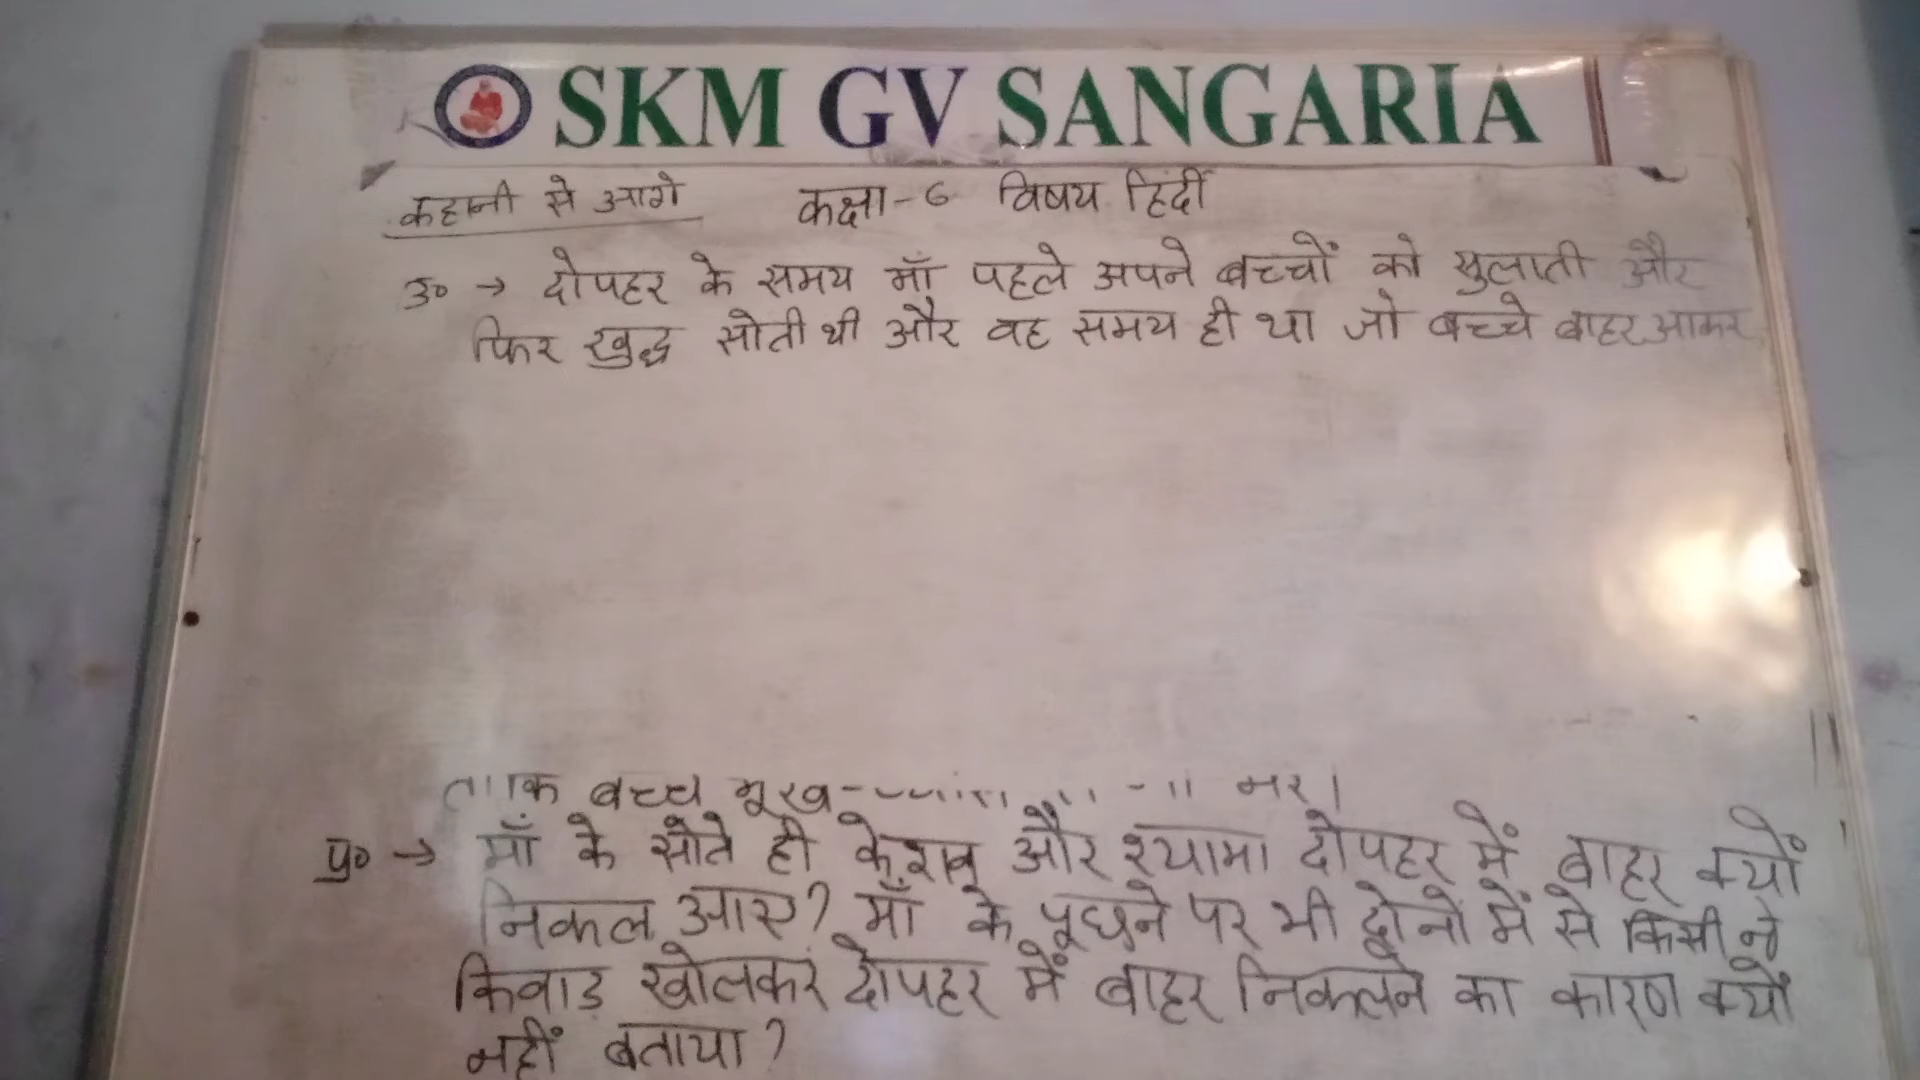 SKM GV SANGARIA
कहानी से आगे कक्षा-6 विषय हिंदी
उ० → दोपहर के समय माँ पहले अपने बच्चों को सुलाती और
फिर खुद्ध सोती थी और वह समय ही था जो बच्चे बाहर आकर
बच्चे भूख
प्र० → माँ के सोते ही केशव और श्यामा दोपहर में बाहर क्यों
निकल आए? माँ के पूछने पर भी दोनों में से किसी ने
किवाड़ खोलकर दोपहर में बाहर निकलने का कारण क्यों
नहीं बताया?